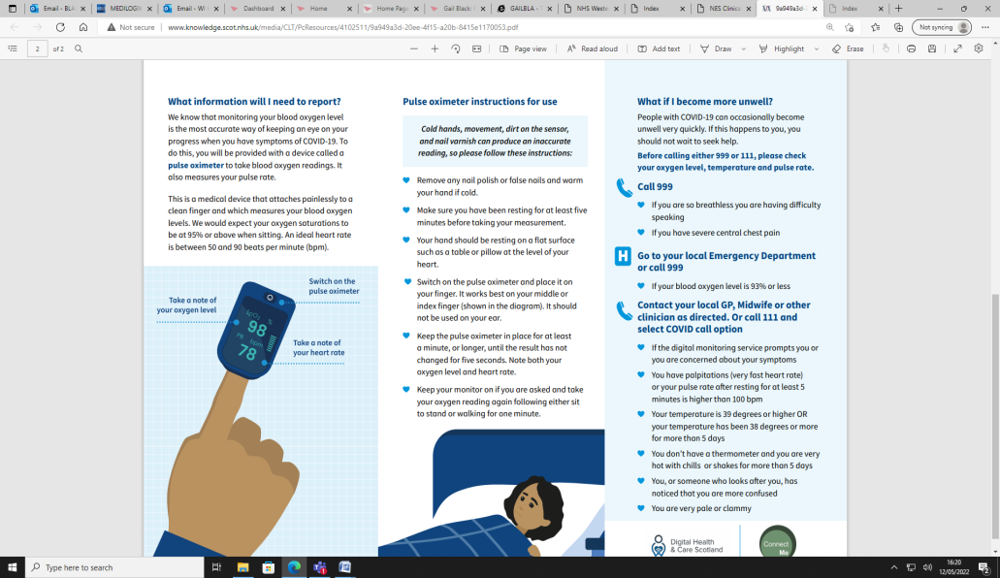 Email - BLA
MEDILOGI
Email - WI
Dashboard
Home
Home Page
Gail Black:
GAILBLA -
NHS Weste
Index
NES Clinica
9a949a3d-
Index
Not secure
www.knowledge.scot.nhs.uk/media/CLT/PcResources/4102511/9a949a3d-20ee-4f15-a20b-8415e1170053.pdf
Not syncing
2 of 2
Page view
Read aloud
Add text
Draw
Highlight
Erase
What information will I need to report?
We know that monitoring your blood oxygen level
is the most accurate way of keeping an eye on your
progress when you have symptoms of COVID-19. To
do this, you will be provided with a device called a
pulse oximeter to take blood oxygen readings. It
also measures your pulse rate.
This is a medical device that attaches painlessly to a
clean finger and which measures your blood oxygen
levels. We would expect your oxygen saturations to
be at 95% or above when sitting. An ideal heart rate
is between 50 and 90 beats per minute (bpm).
Switch on the
pulse oximeter
Take a note of
your oxygen level
SpO₂ %
98
PR bpm
78
Take a note of
your heart rate
Pulse oximeter instructions for use
Cold hands, movement, dirt on the sensor,
and nail varnish can produce an inaccurate
reading, so please follow these instructions:
Remove any nail polish or false nails and warm
your hand if cold.
Make sure you have been resting for at least five
minutes before taking your measurement.
Your hand should be resting on a flat surface
such as a table or pillow at the level of your
heart.
Switch on the pulse oximeter and place it on
your finger. It works best on your middle or
index finger (shown in the diagram). It should
not be used on your ear.
Keep the pulse oximeter in place for at least
a minute, or longer, until the result has not
changed for five seconds. Note both your
oxygen level and heart rate.
Keep your monitor on if you are asked and take
your oxygen reading again following either sit
to stand or walking for one minute.
What if I become more unwell?
People with COVID-19 can occasionally become
unwell very quickly. If this happens to you, you
should not wait to seek help.
Before calling either 999 or 111, please check
your oxygen level, temperature and pulse rate.
Call 999
If you are so breathless you are having difficulty
speaking
If you have severe central chest pain
H
Go to your local Emergency Department
or call 999
If your blood oxygen level is 93% or less
Contact your local GP, Midwife or other
clinician as directed. Or call 111 and
select COVID call option
If the digital monitoring service prompts you or
you are concerned about your symptoms
You have palpitations (very fast heart rate)
or your pulse rate after resting for at least 5
minutes is higher than 100 bpm
Your temperature is 39 degrees or higher OR
your temperature has been 38 degrees or more
for more than 5 days
You don't have a thermometer and you are very
hot with chills or shakes for more than 5 days
You, or someone who looks after you, has
noticed that you are more confused
You are very pale or clammy
Digital Health
& Care Scotland
Connect
Me
Type here to search
16:20
12/05/2022
2